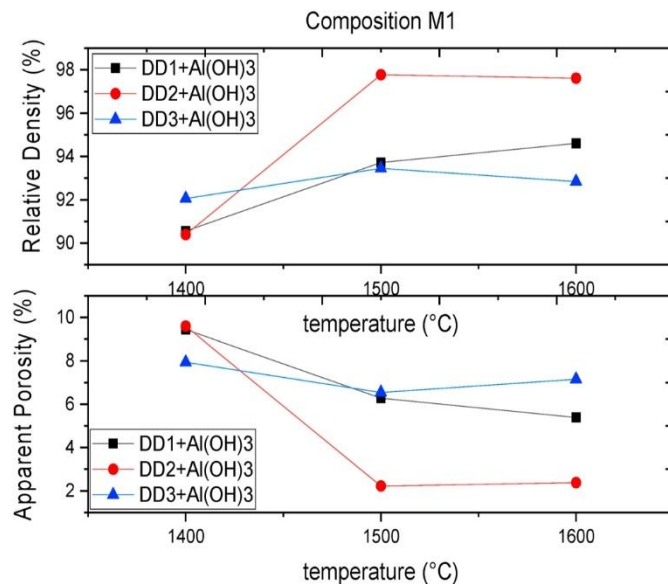 Composition M1
Relative Density (%)
98
96
94
92
90
DD1+Al(OH)3
DD2+Al(OH)3
DD3+Al(OH)3
1400
1500
1600
temperature (°C)
Apparent Porosity (%)
10
8
6
4
2
DD1+Al(OH)3
DD2+Al(OH)3
DD3+Al(OH)3
1400
1500
1600
temperature (°C)